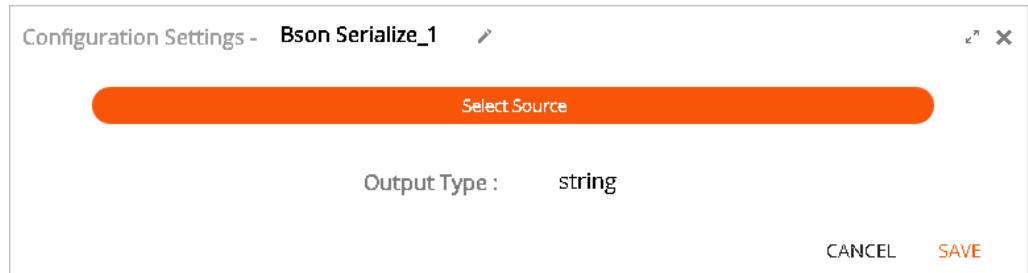 Configuration Settings - Bson Serialize_1
Select Source
Output Type : string
CANCEL SAVE